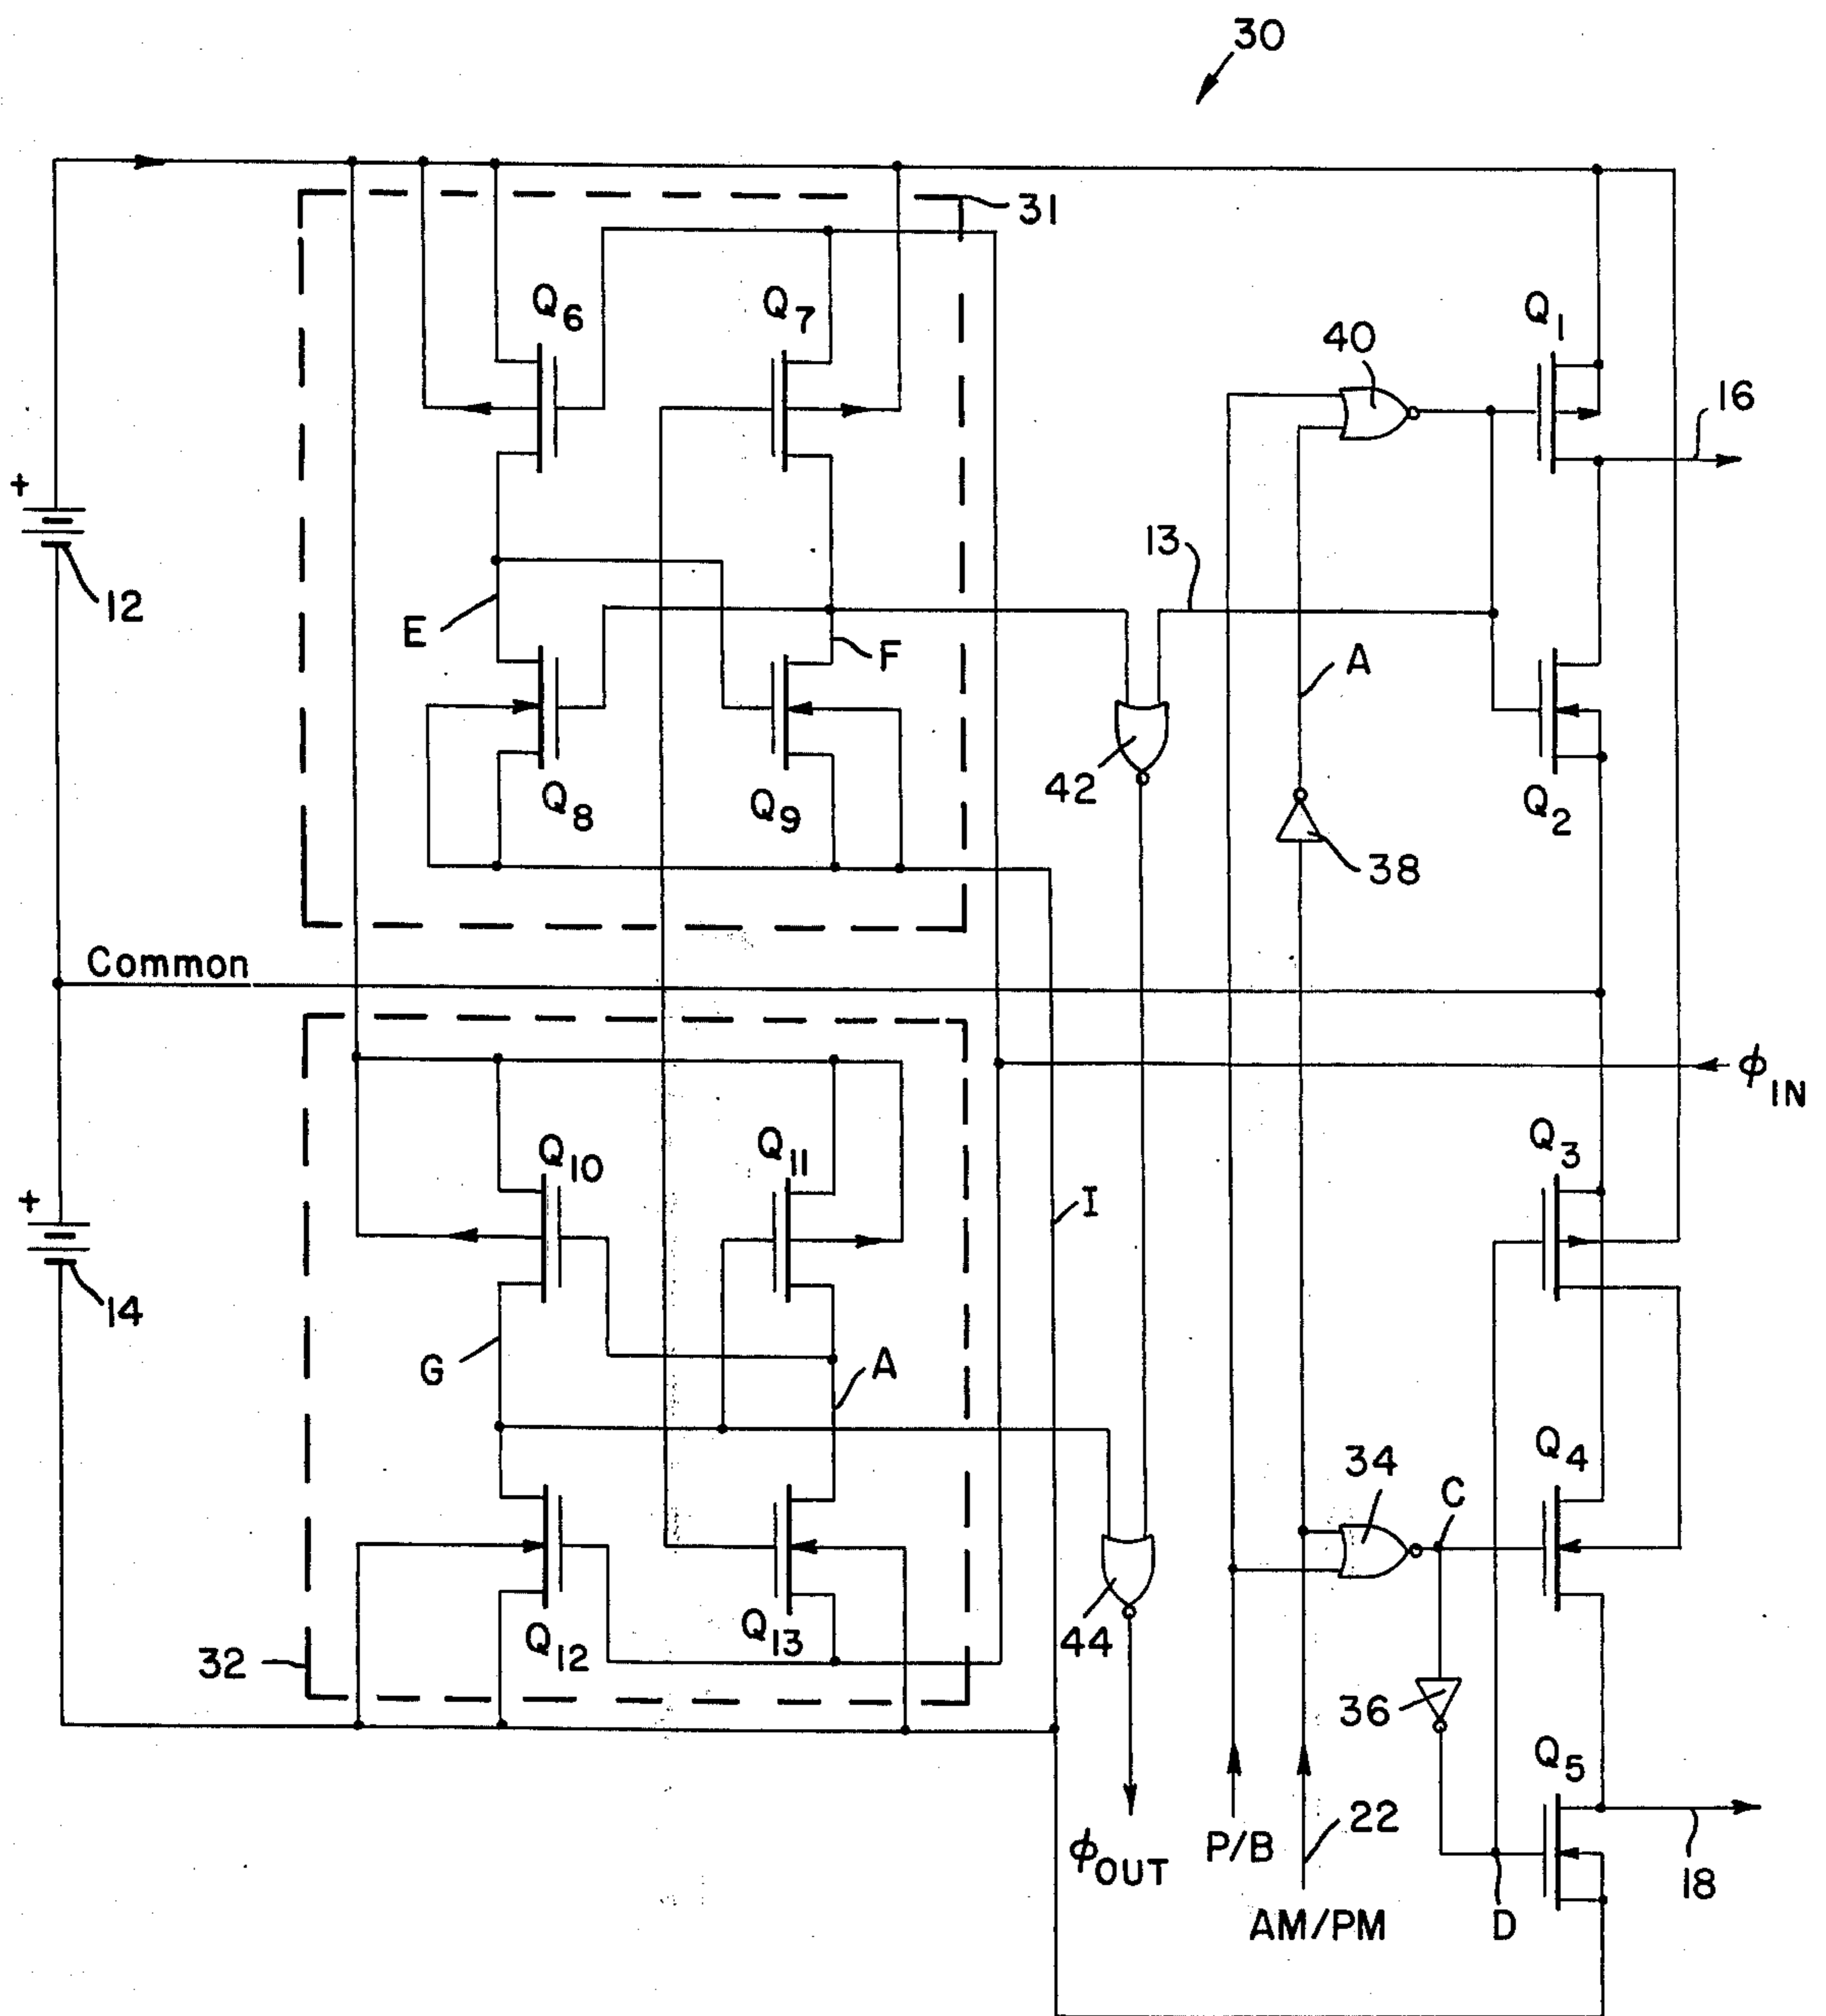 30
31
Q6
Q7
Q1
40
16
+
12
13
E
F
A
Q8
Q9
42
38
Q2
Common
ϕIN
Q10
Q11
Q3
+
I
14
G
A
34
C
Q4
Q12
Q13
32
44
36
Q5
ϕOUT
P/B
22
18
AM/PM
D